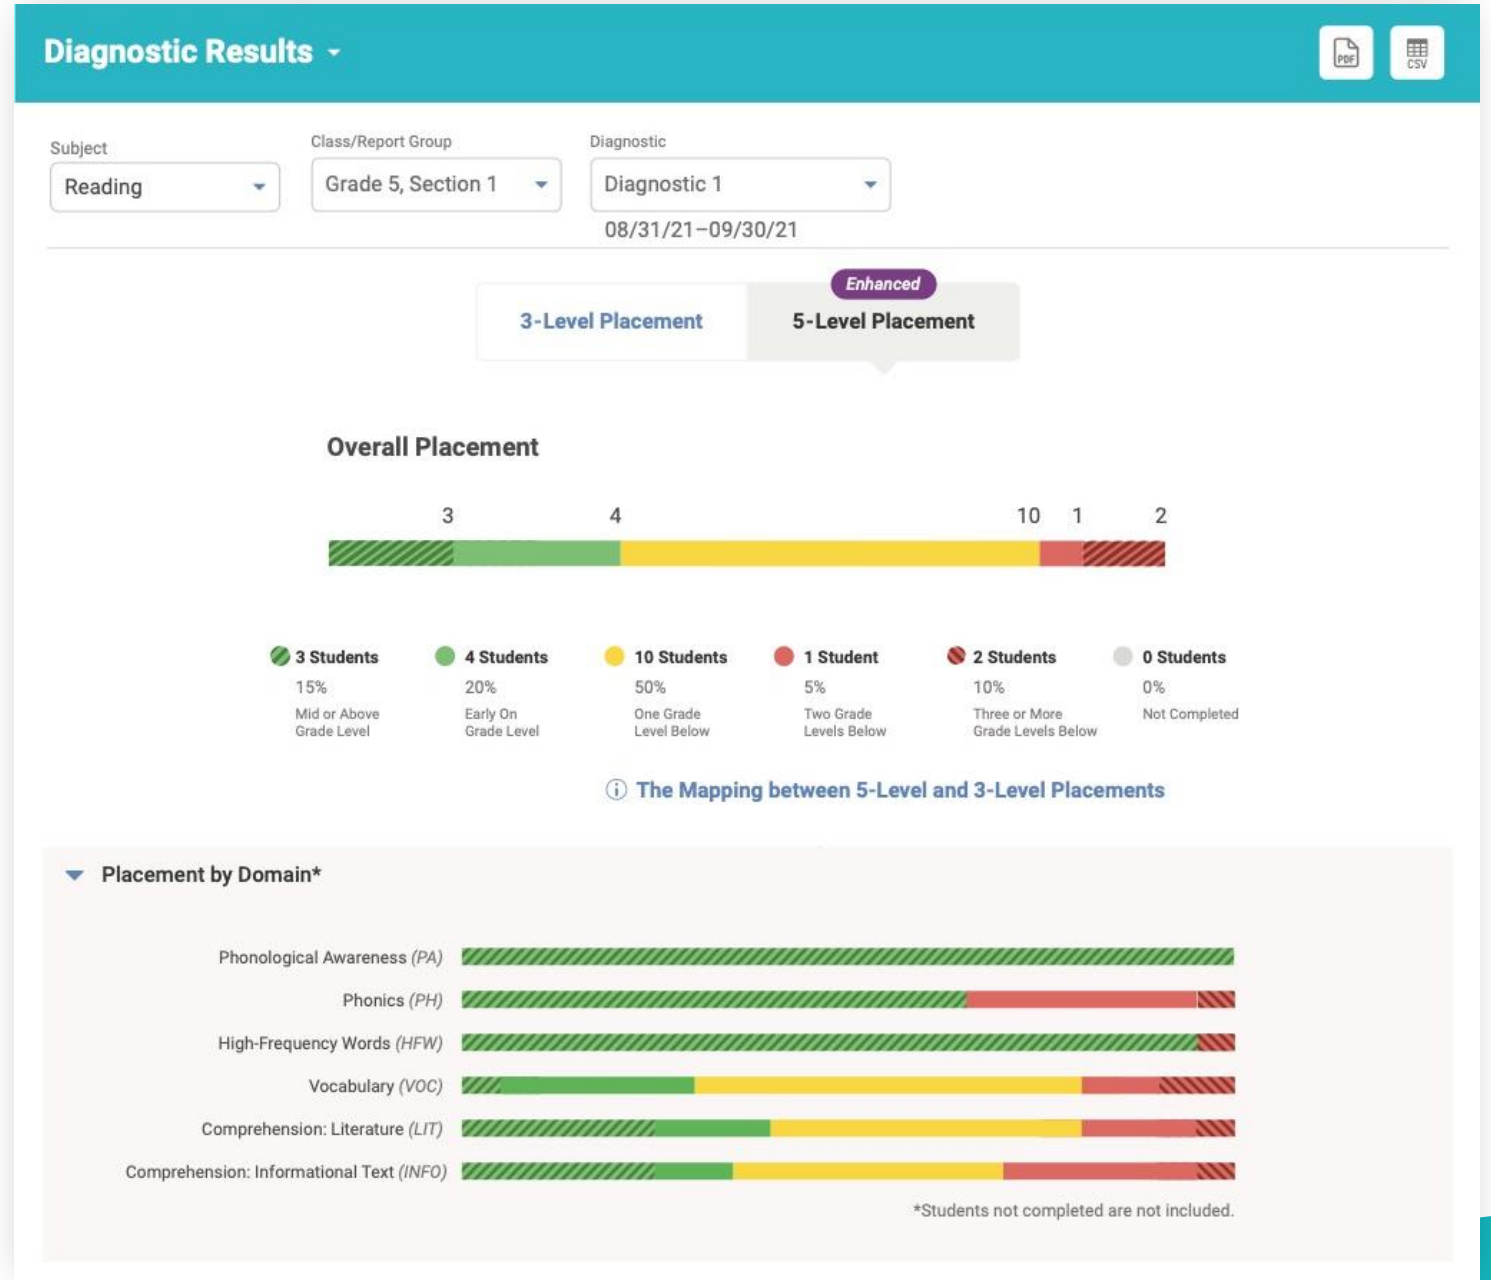 Diagnostic Results
PDF
CSV
Subject
Class/Report Group
Diagnostic
Reading
Grade 5, Section 1
Diagnostic 1
08/31/21–09/30/21
Enhanced
3-Level Placement
5-Level Placement
Overall Placement
3 4 10 1 2
3 Students
15%
Mid or Above
Grade Level
4 Students
20%
Early On
Grade Level
10 Students
50%
One Grade
Level Below
1 Student
5%
Two Grade
Levels Below
2 Students
10%
Three or More
Grade Levels Below
0 Students
0%
Not Completed
The Mapping between 5-Level and 3-Level Placements
Placement by Domain*
Phonological Awareness (PA)
Phonics (PH)
High-Frequency Words (HFW)
Vocabulary (VOC)
Comprehension: Literature (LIT)
Comprehension: Informational Text (INFO)
*Students not completed are not included.